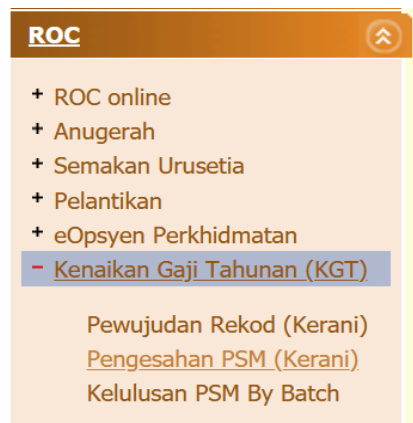 ROC
+ ROC online
+ Anugerah
+ Semakan Urusetia
+ Pelantikan
+ eOpsyen Perkhidmatan
- Kenaikan Gaji Tahunan (KGT)
Pewujudan Rekod (Kerani)
Pengesahan PSM (Kerani)
Kelulusan PSM By Batch